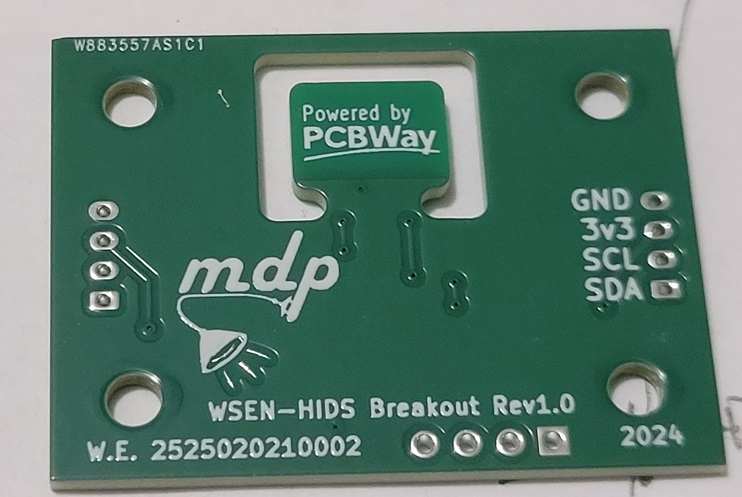 W883557AS1C1
Powered by
PCBWay
GND
3v3
SCL
SDA
mdp
WSEN-HIDS Breakout Rev1.0
W.E. 2525020210002
2024